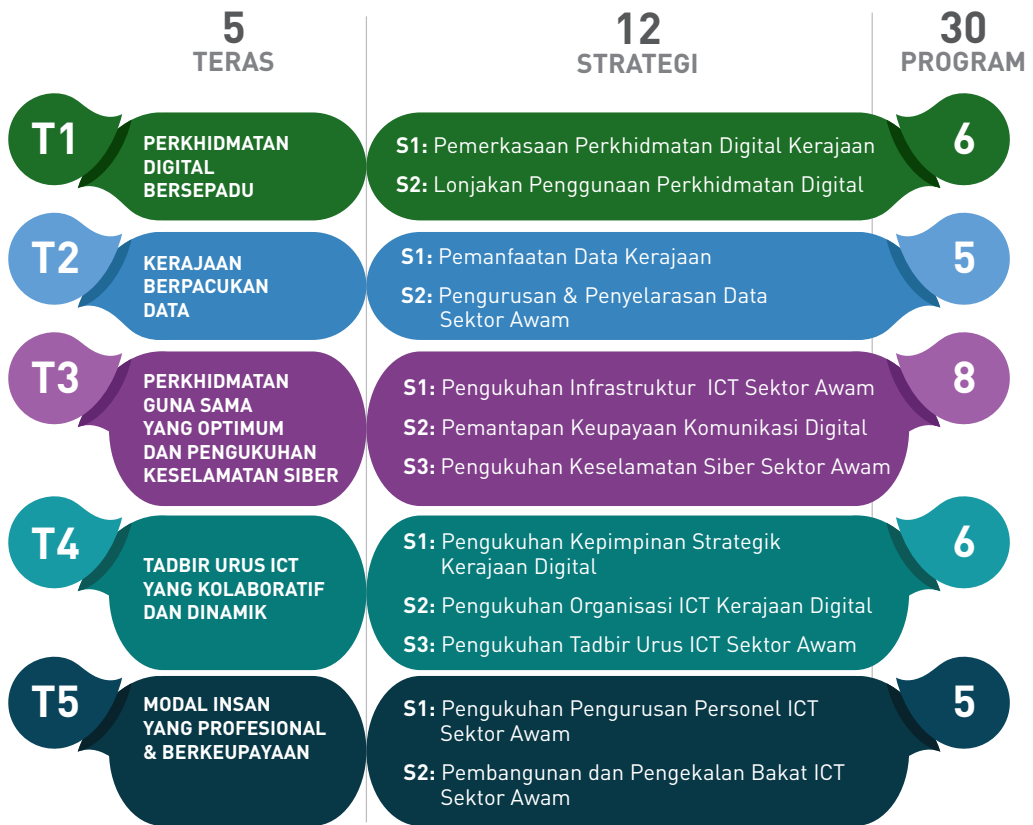 5
TERAS
12
STRATEGI
30
PROGRAM
T1
PERKHIDMATAN
DIGITAL
BERSEPADU
S1: Pemerkasaan Perkhidmatan Digital Kerajaan
S2: Lonjakan Penggunaan Perkhidmatan Digital
6
T2
KERAJAAN
BERPACUKAN
DATA
S1: Pemanfaatan Data Kerajaan
S2: Pengurusan & Penyelarasan Data
Sektor Awam
5
T3
PERKHIDMATAN
GUNA SAMA
YANG OPTIMUM
DAN PENGUKUHAN
KESELAMATAN SIBER
S1: Pengukuhan Infrastruktur ICT Sektor Awam
S2: Pemantapan Keupayaan Komunikasi Digital
S3: Pengukuhan Keselamatan Siber Sektor Awam
8
T4
TADBIR URUS ICT
YANG KOLABORATIF
DAN DINAMIK
S1: Pengukuhan Kepimpinan Strategik
Kerajaan Digital
S2: Pengukuhan Organisasi ICT Kerajaan Digital
S3: Pengukuhan Tadbir Urus ICT Sektor Awam
6
T5
MODAL INSAN
YANG PROFESIONAL
& BERKEUPAYAAN
S1: Pengukuhan Pengurusan Personel ICT
Sektor Awam
S2: Pembangunan dan Pengekalan Bakat ICT
Sektor Awam
5